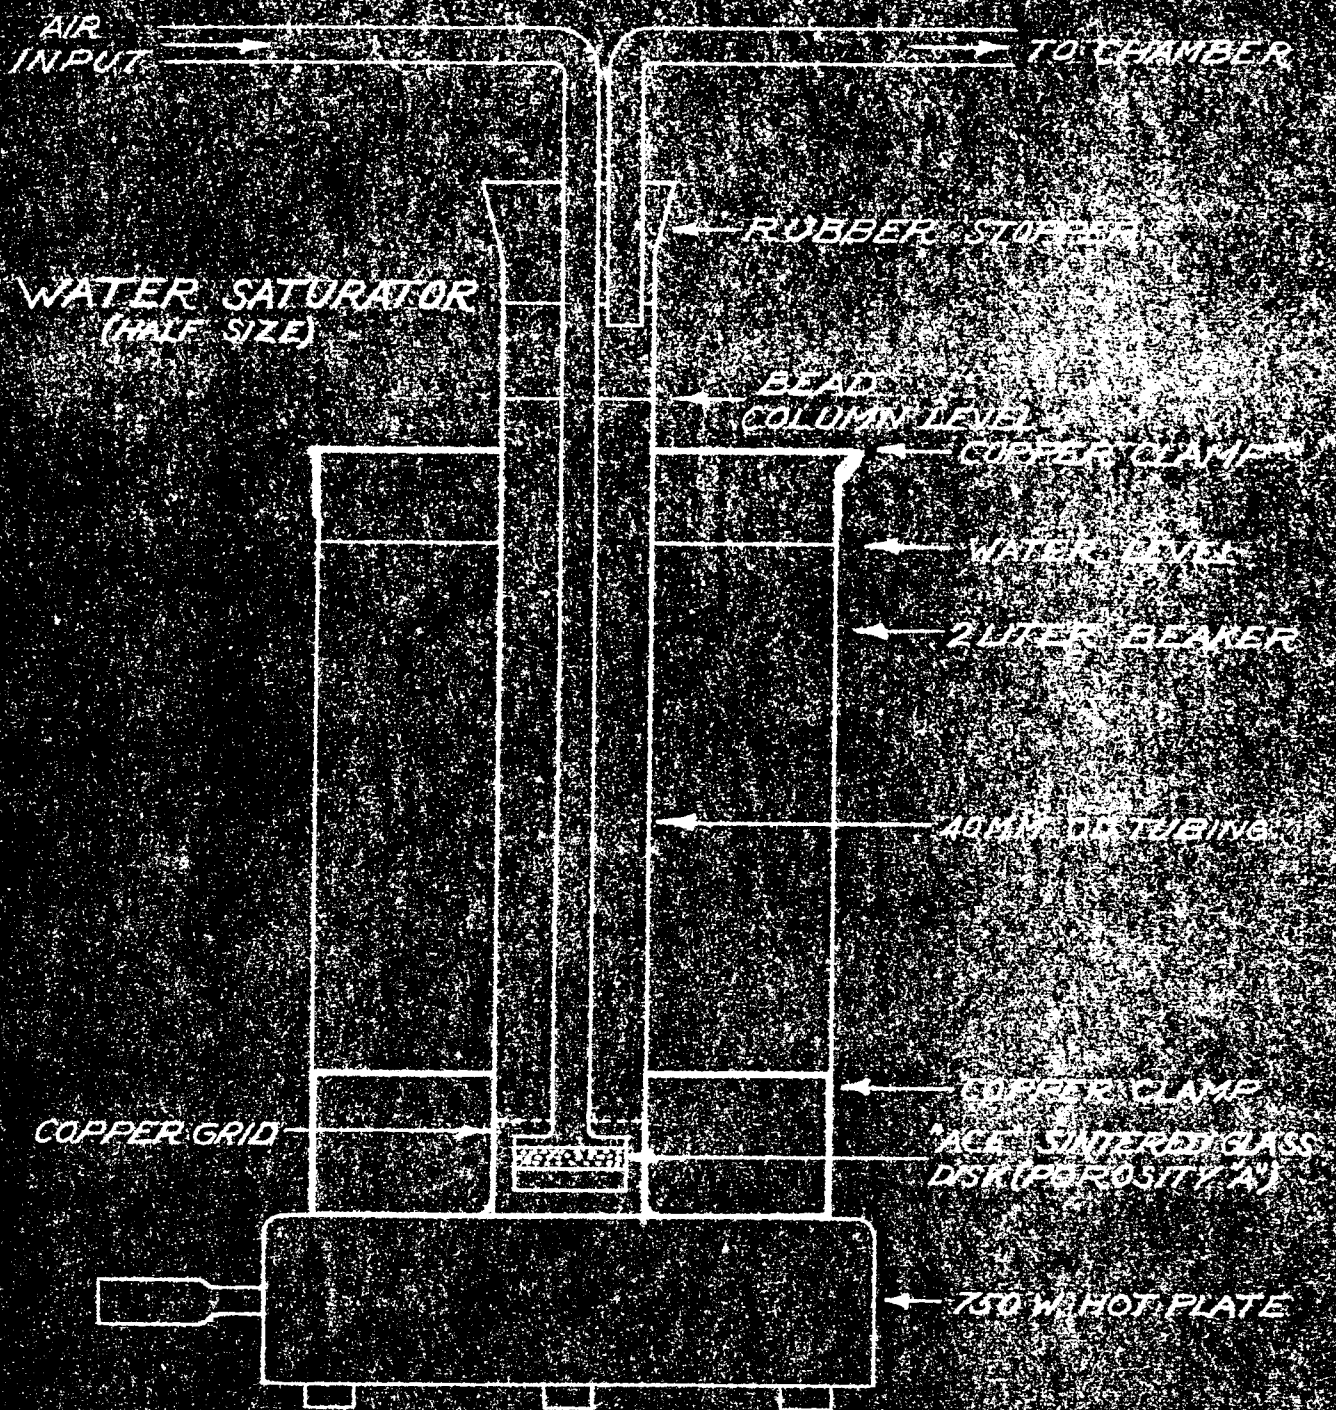 AIR
INPUT
TO CHAMBER
RUBBER STOPPER
WATER SATURATOR
(HALF SIZE)
BEAD
COLUMN LEVEL
COPPER CLAMP
WATER LEVEL
2 LITER BEAKER
40MM O.D. TUBING
COPPER CLAMP
COPPER GRID
"ACE" SINTERED GLASS
DISK (POROSITY "A")
750 W. HOT PLATE